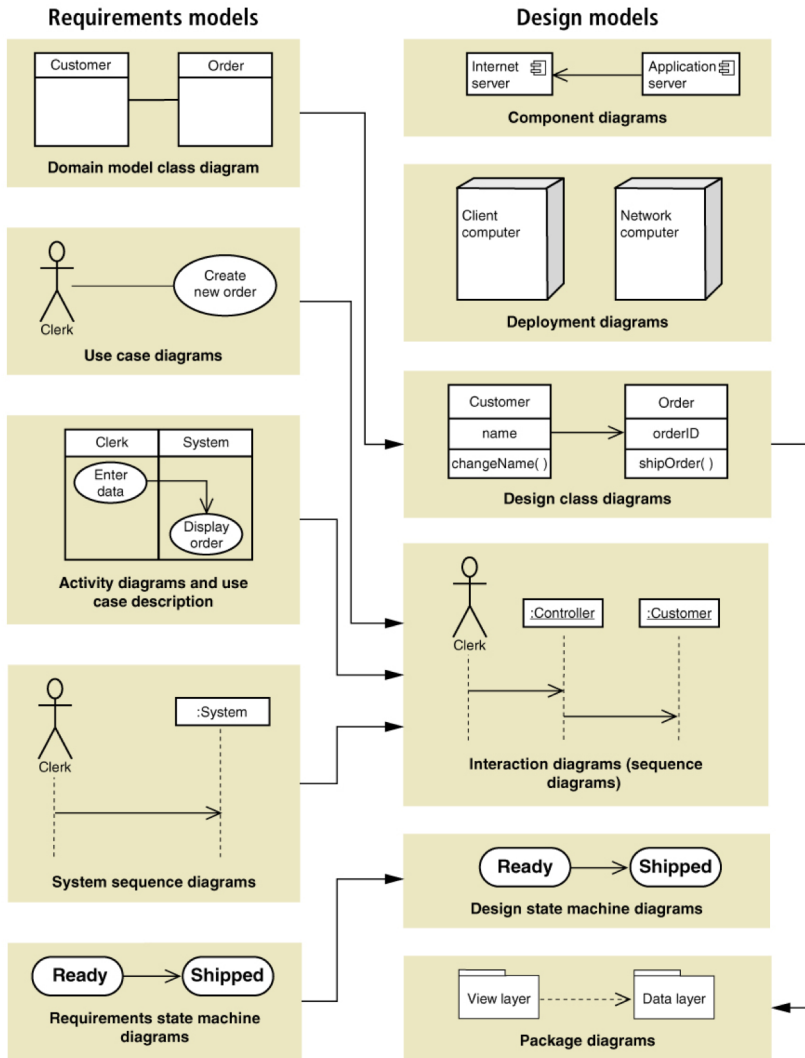 Requirements models
Customer
Order
Domain model class diagram
Clerk
Create
new order
Use case diagrams
Clerk
System
Enter
data
Display
order
Activity diagrams and use
case description
Clerk
:System
System sequence diagrams
Ready
Shipped
Requirements state machine
diagrams
Design models
Internet
server
Application
server
Component diagrams
Client
computer
Network
computer
Deployment diagrams
Customer
name
changeName( )
Order
orderID
shipOrder( )
Design class diagrams
Clerk
:Controller
:Customer
Interaction diagrams (sequence
diagrams)
Ready
Shipped
Design state machine diagrams
View layer
Data layer
Package diagrams